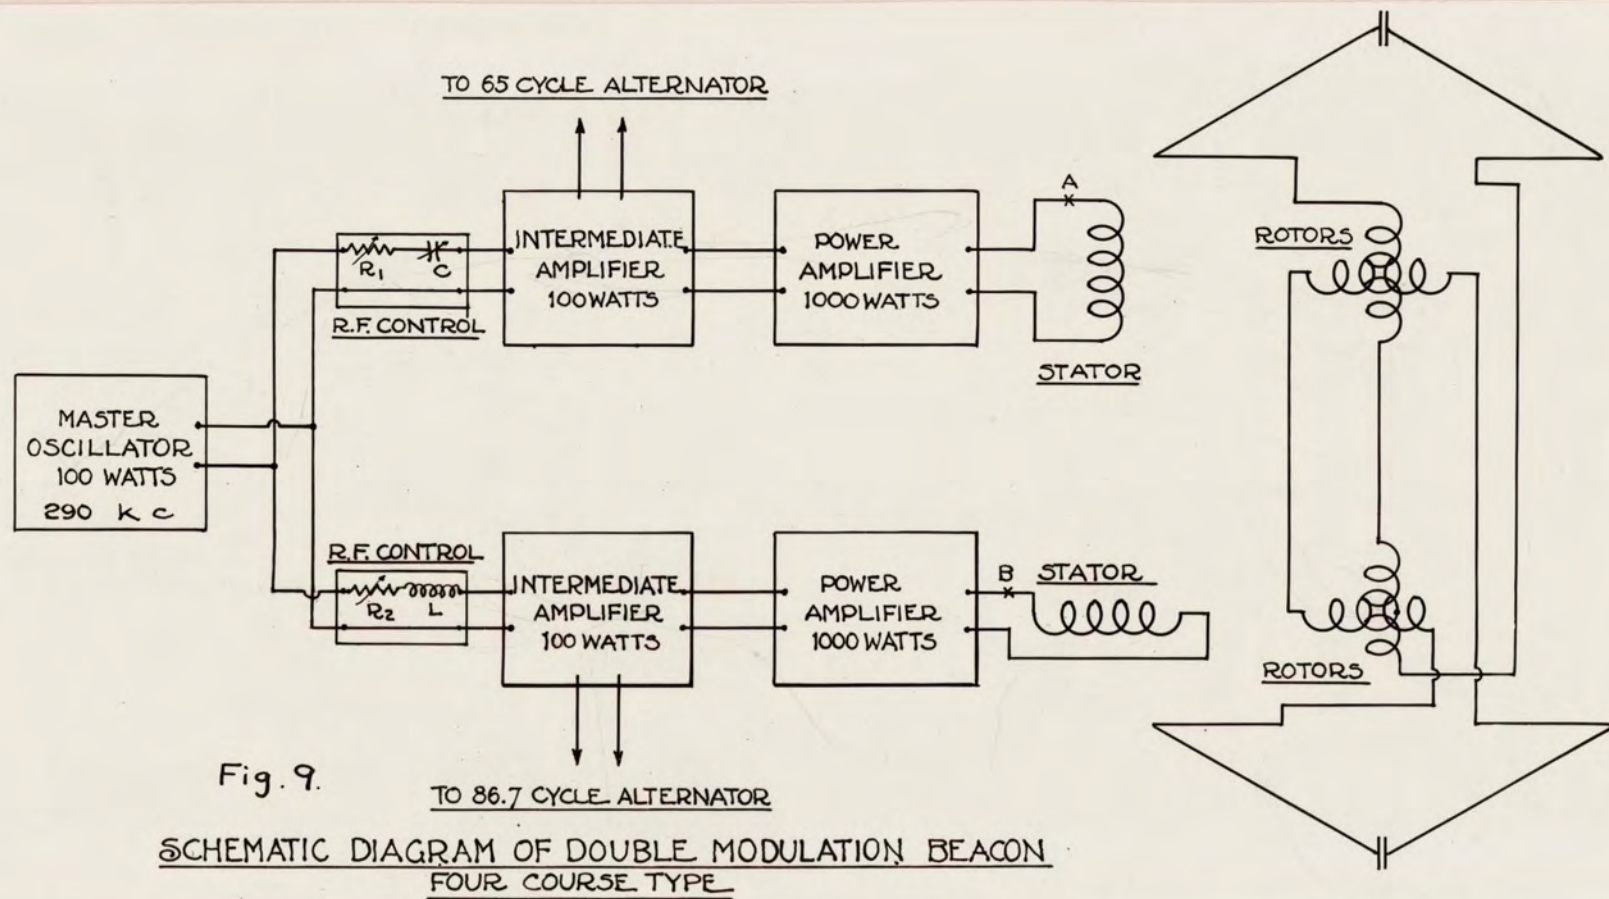 TO 65 CYCLE ALTERNATOR
A
INTERMEDIATE
AMPLIFIER
100 WATTS
POWER
AMPLIFIER
1000 WATTS
R1 C
R.F. CONTROL
STATOR
ROTORS
MASTER
OSCILLATOR
100 WATTS
290 K C
R.F. CONTROL
R2 L
INTERMEDIATE
AMPLIFIER
100 WATTS
POWER
AMPLIFIER
1000 WATTS
B STATOR
ROTORS
Fig. 9.
TO 86.7 CYCLE ALTERNATOR
SCHEMATIC DIAGRAM OF DOUBLE MODULATION BEACON
FOUR COURSE TYPE